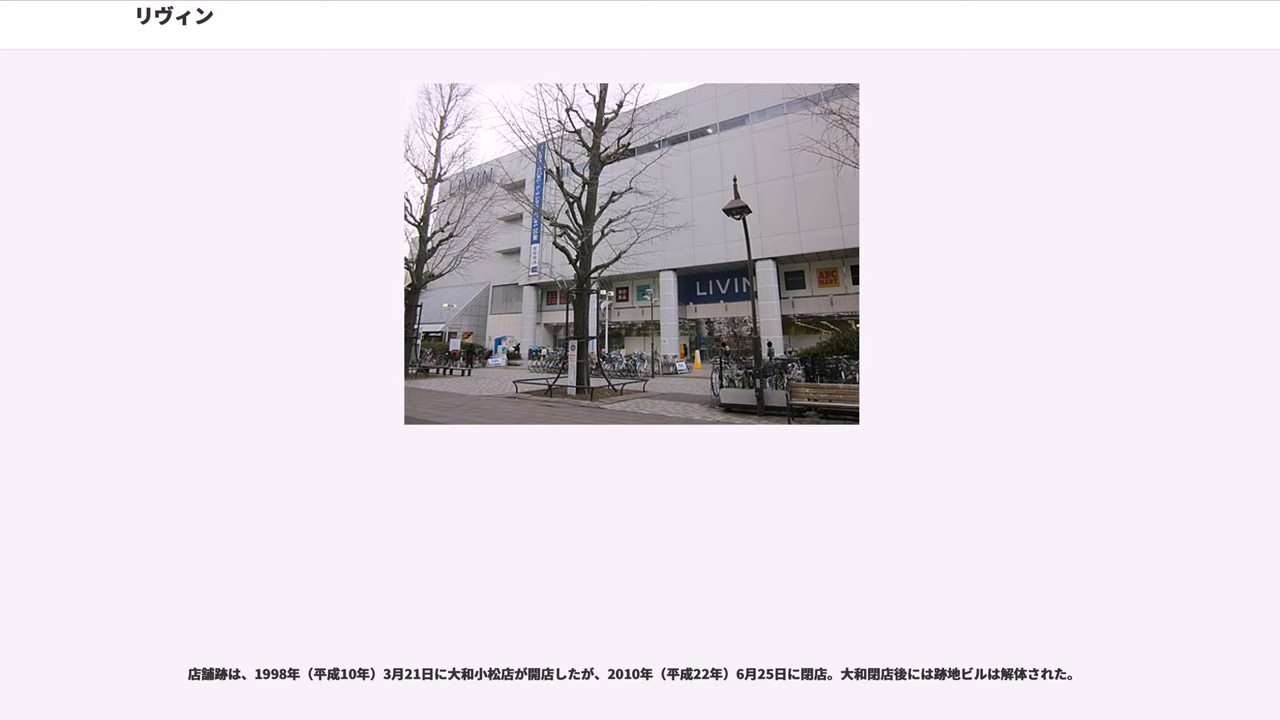 リヴィン
LIVIN
LIVIN
ABC
MART
店舗跡は、1998年（平成10年）3月21日に大和小松店が開店したが、2010年（平成22年）6月25日に閉店。大和閉店後には跡地ビルは解体された。